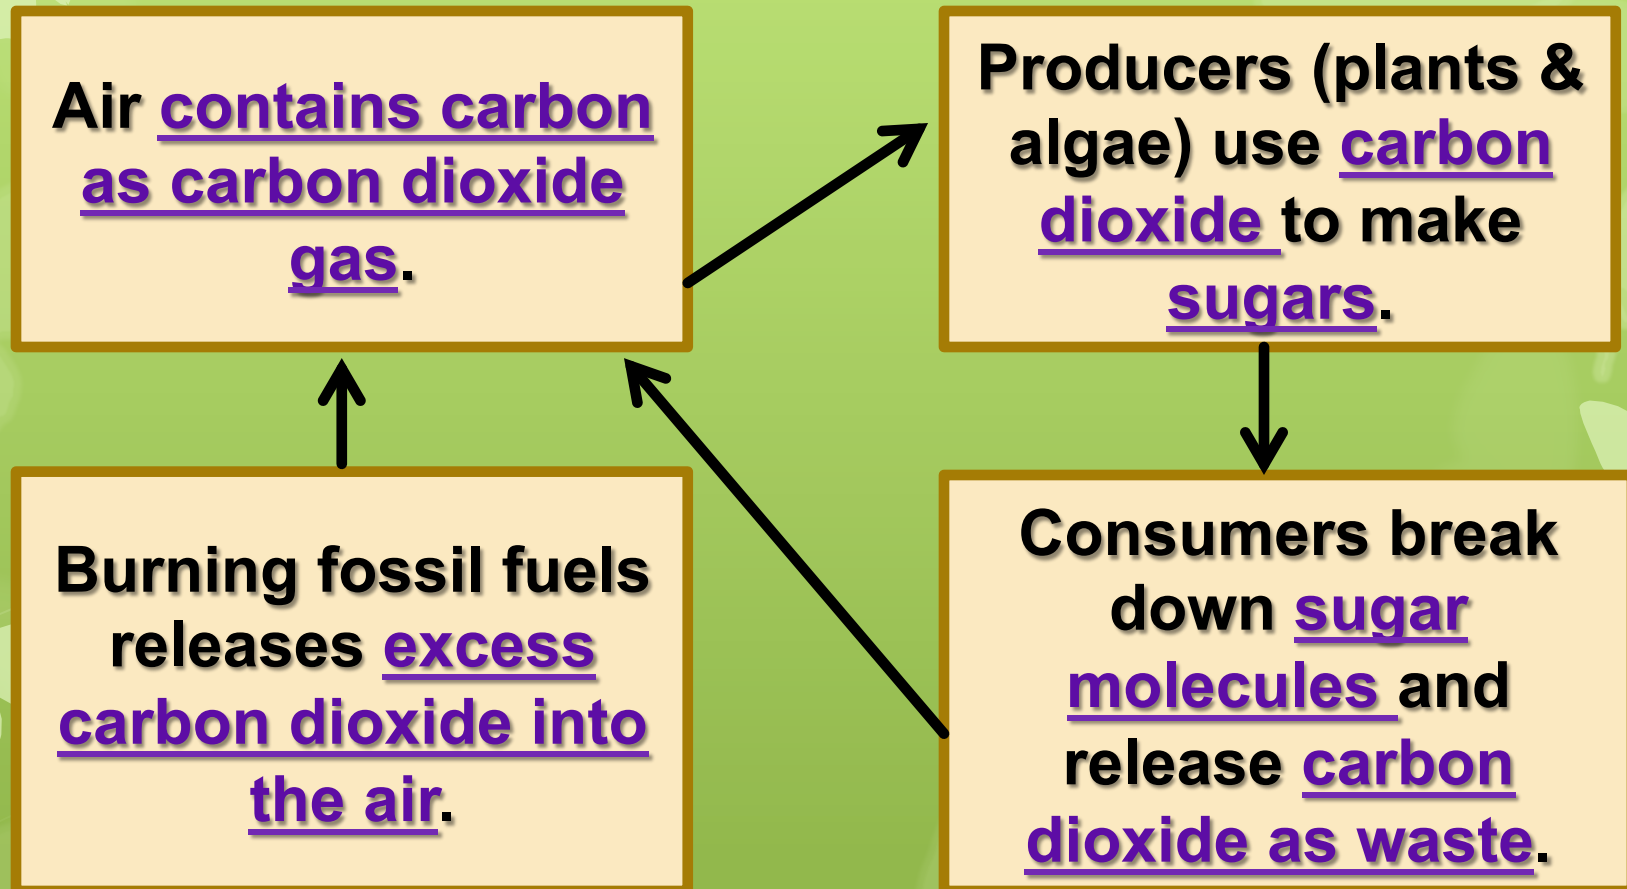 Air contains carbon
as carbon dioxide
gas.
Producers (plants &
algae) use carbon
dioxide to make
sugars.
Burning fossil fuels
releases excess
carbon dioxide into
the air.
Consumers break
down sugar
molecules and
release carbon
dioxide as waste.